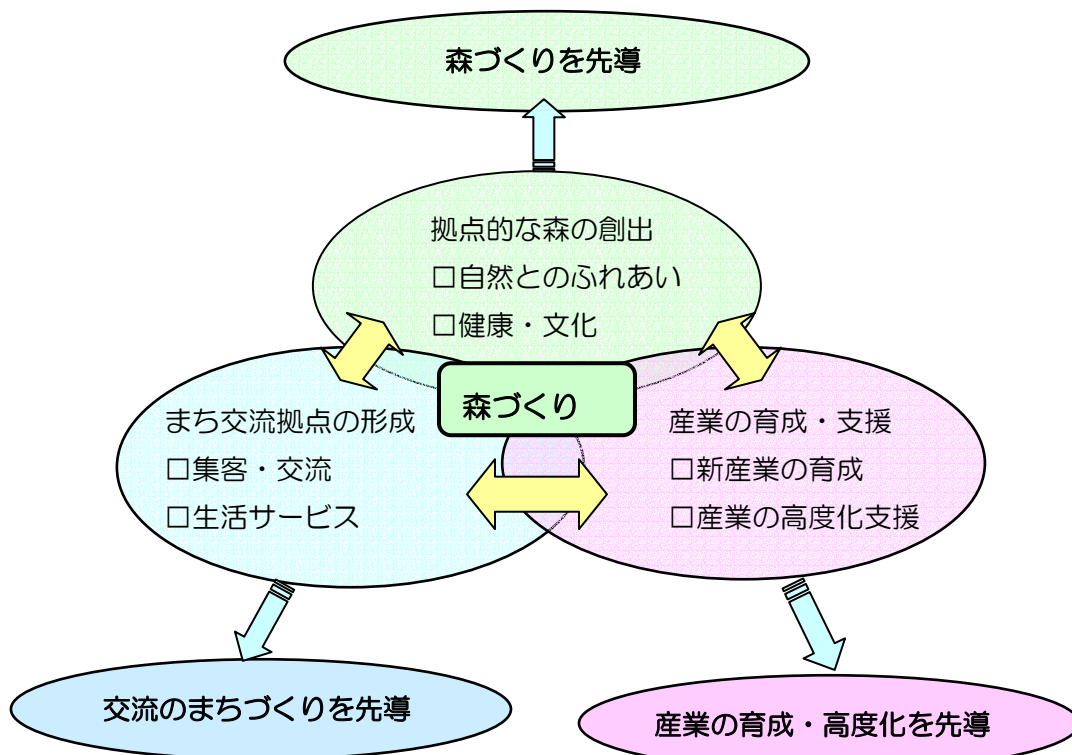 森づくりを先導
拠点的な森の創出
□自然とのふれあい
□健康・文化
森づくり
まち交流拠点の形成
□集客・交流
□生活サービス
産業の育成・支援
□新産業の育成
□産業の高度化支援
交流のまちづくりを先導
産業の育成・高度化を先導